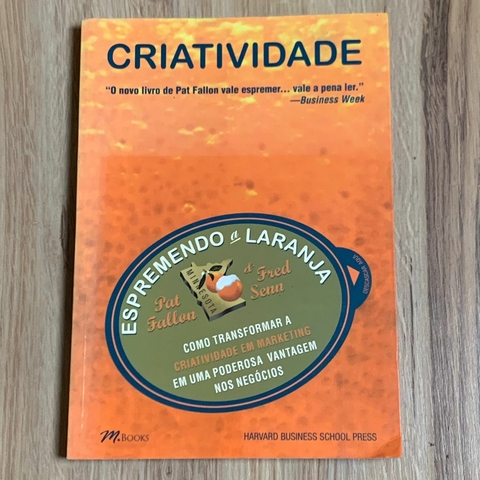 CRIATIVIDADE
“O novo livro de Pat Fallon vale espremer... vale a pena ler.”
—Business Week
ESPREMENDO a LARANJA
MINNESOTA
Pat
Fallon
& Fred
Senn
COMO TRANSFORMAR A
CRIATIVIDADE EM MARKETING
EM UMA PODEROSA VANTAGEM
NOS NEGÓCIOS
M.BOOKS
HARVARD BUSINESS SCHOOL PRESS